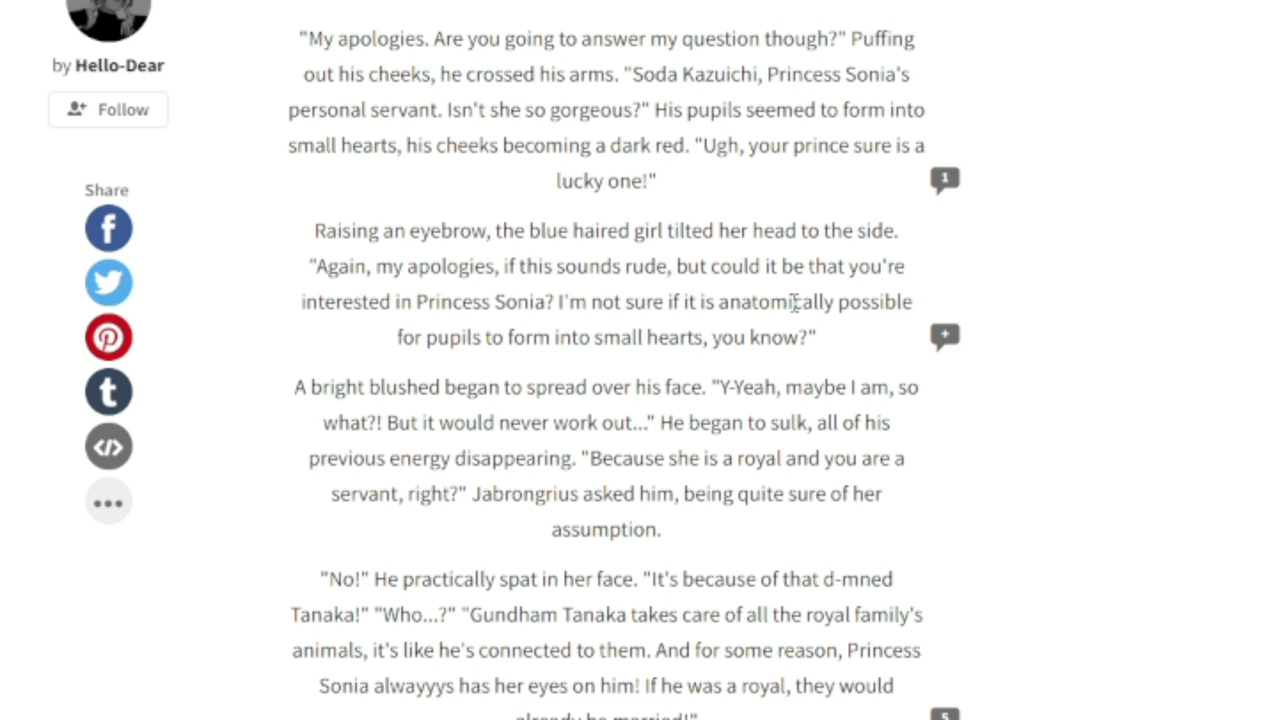 "My apologies. Are you going to answer my question though?" Puffing
out his cheeks, he crossed his arms. "Soda Kazuichi, Princess Sonia's
by Hello-Dear
personal servant. Isn't she so gorgeous?" His pupils seemed to form into
Follow
small hearts, his cheeks becoming a dark red. "Ugh, your prince sure is a
lucky one!"
1
Share
Raising an eyebrow, the blue haired girl tilted her head to the side.
"Again, my apologies, if this sounds rude, but could it be that you're
interested in Princess Sonia? I'm not sure if it is anatomically possible
for pupils to form into small hearts, you know?"
+
A bright blushed began to spread over his face. "Y-Yeah, maybe I am, so
what?! But it would never work out..." He began to sulk, all of his
previous energy disappearing. "Because she is a royal and you are a
servant, right?" Jabrongrius asked him, being quite sure of her
assumption.
"No!" He practically spat in her face. "It's because of that d-mned
Tanaka!" "Who...?" "Gundham Tanaka takes care of all the royal family's
animals, it's like he's connected to them. And for some reason, Princess
Sonia alwayyys has her eyes on him! If he was a royal, they would
already be married!"
5